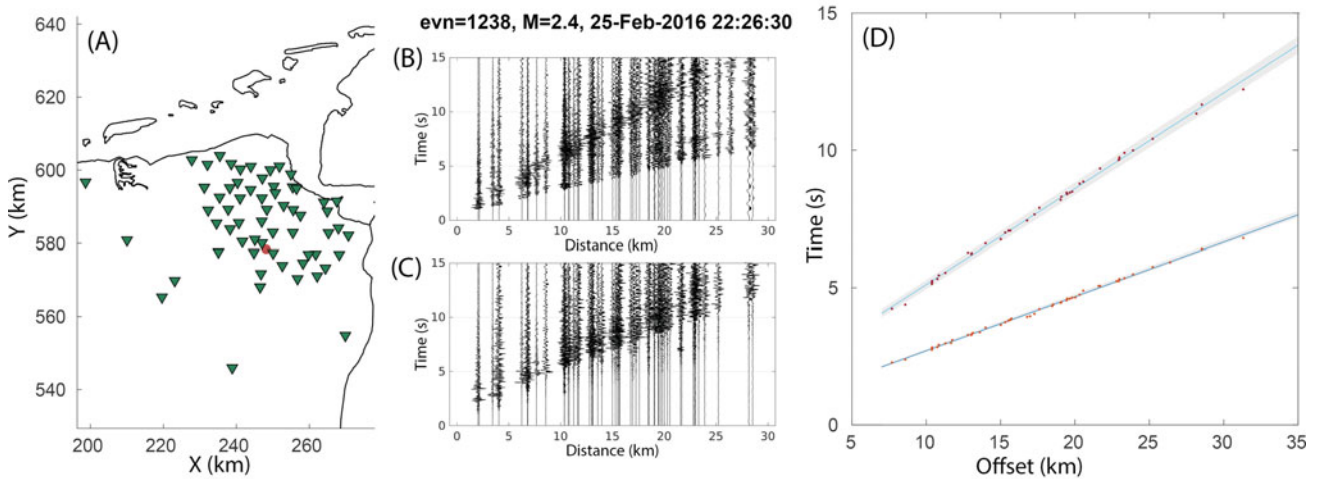 evn=1238, M=2.4, 25-Feb-2016 22:26:30
(A)
640
620
600
580
560
540
Y (km)
200 220 240 260
X (km)
(B)
15
10
5
0
Time (s)
0 5 10 15 20 25 30
Distance (km)
(C)
15
10
5
0
Time (s)
0 5 10 15 20 25 30
Distance (km)
(D)
15
10
5
0
Time (s)
5 10 15 20 25 30 35
Offset (km)